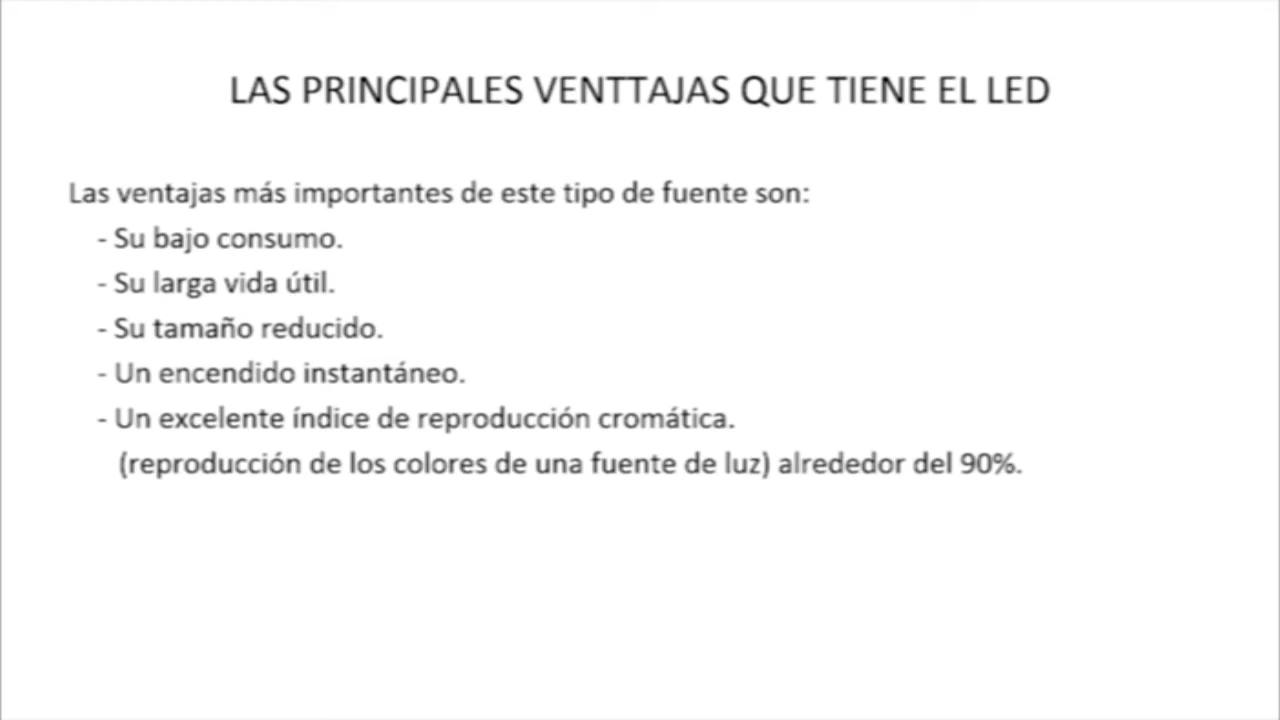 LAS PRINCIPALES VENTTAJAS QUE TIENE EL LED
Las ventajas más importantes de este tipo de fuente son:
- Su bajo consumo.
- Su larga vida útil.
- Su tamaño reducido.
- Un encendido instantáneo.
- Un excelente índice de reproducción cromática.
(reproducción de los colores de una fuente de luz) alrededor del 90%.